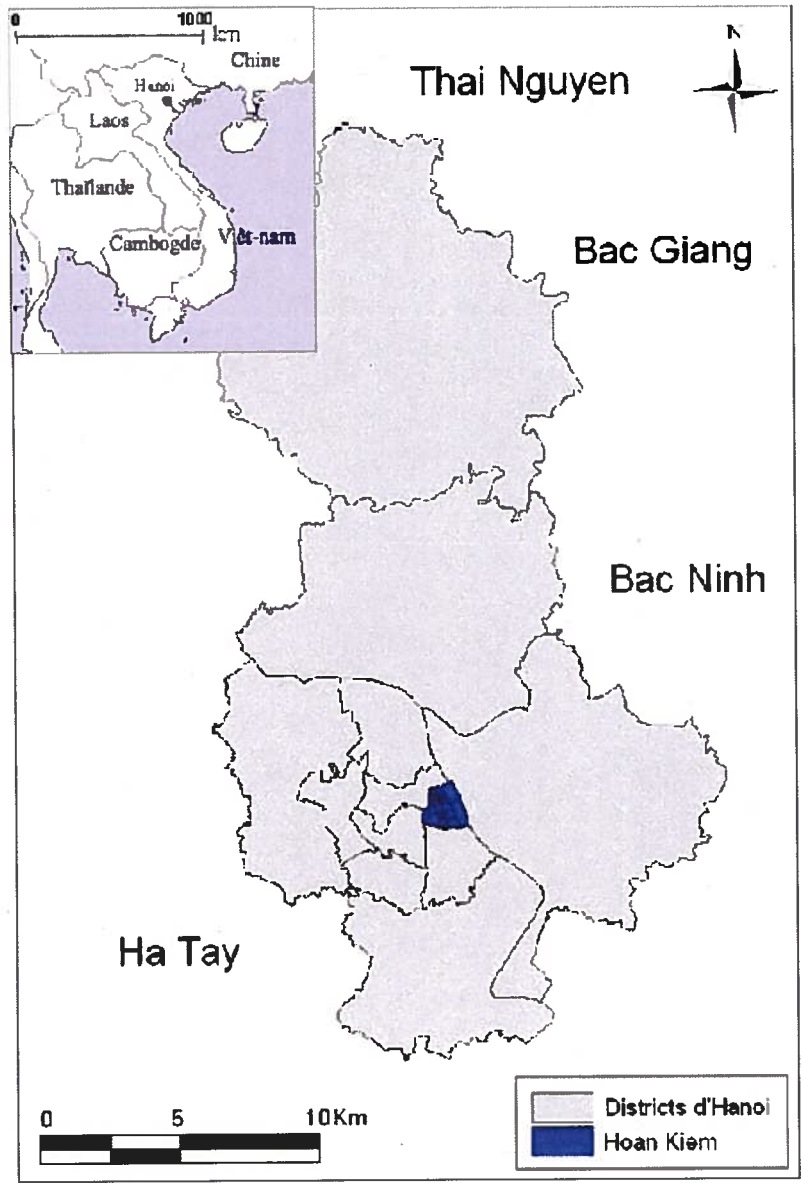 0 1000 km
Chine
Hanoi
Laos
Thaïlande
Cambogde
Viêt-nam
N
Thai Nguyen
Bac Giang
Bac Ninh
Ha Tay
0 5 10Km
Districts d'Hanoi
Hoan Kiem